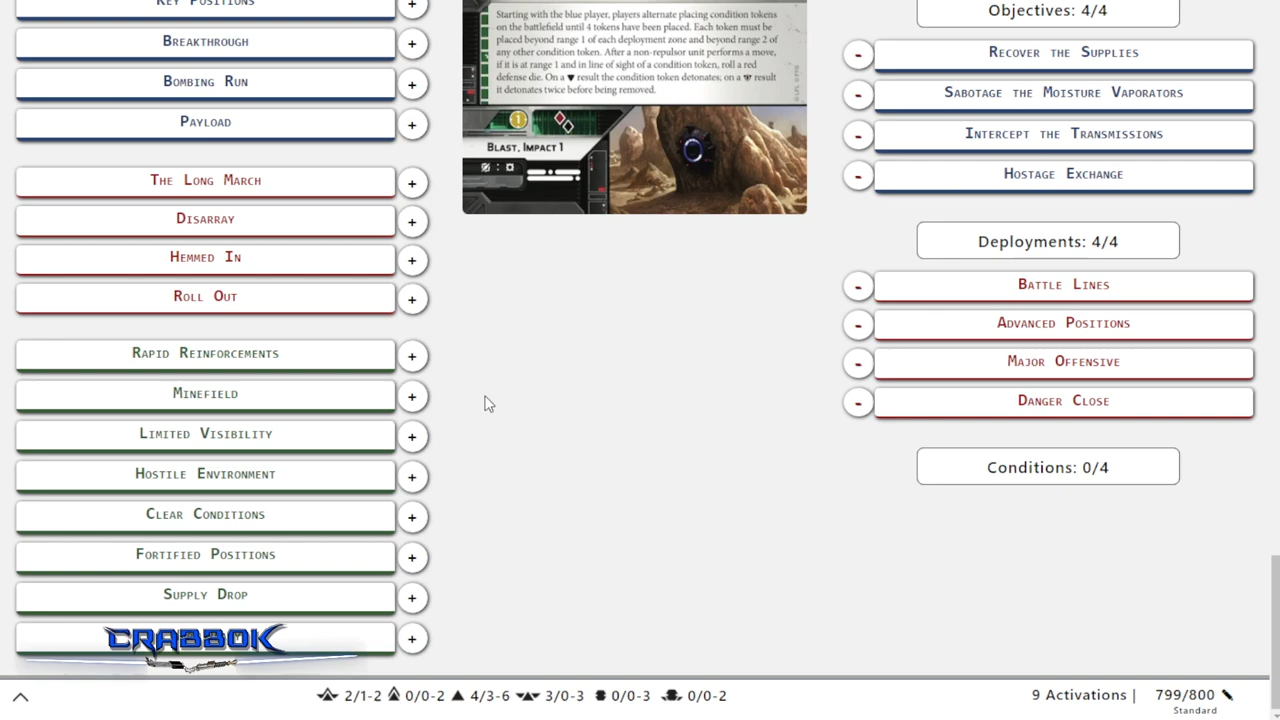 KEY POSITIONS
BREAKTHROUGH
BOMBING RUN
PAYLOAD
THE LONG MARCH
DISARRAY
HEMMED IN
ROLL OUT
RAPID REINFORCEMENTS
MINEFIELD
LIMITED VISIBILITY
HOSTILE ENVIRONMENT
CLEAR CONDITIONS
FORTIFIED POSITIONS
SUPPLY DROP
CRABBOK
Starting with the blue player, players alternate placing condition tokens
on the battlefield until 4 tokens have been placed. Each token must be
placed beyond range 1 of each deployment zone and beyond range 2 of
any other condition token. After a non-repulsor unit performs a move,
if it is at range 1 and in line of sight of a condition token, roll a red
defense die. On a ▼ result the condition token detonates; on a result
it detonates twice before being removed.
1
BLAST, IMPACT 1
Objectives: 4/4
- RECOVER THE SUPPLIES
- SABOTAGE THE MOISTURE VAPORATORS
- INTERCEPT THE TRANSMISSIONS
- HOSTAGE EXCHANGE
Deployments: 4/4
- BATTLE LINES
- ADVANCED POSITIONS
- MAJOR OFFENSIVE
- DANGER CLOSE
Conditions: 0/4
2/1-2 0/0-2 4/3-6 3/0-3 0/0-3 0/0-2
9 Activations | 799/800
Standard